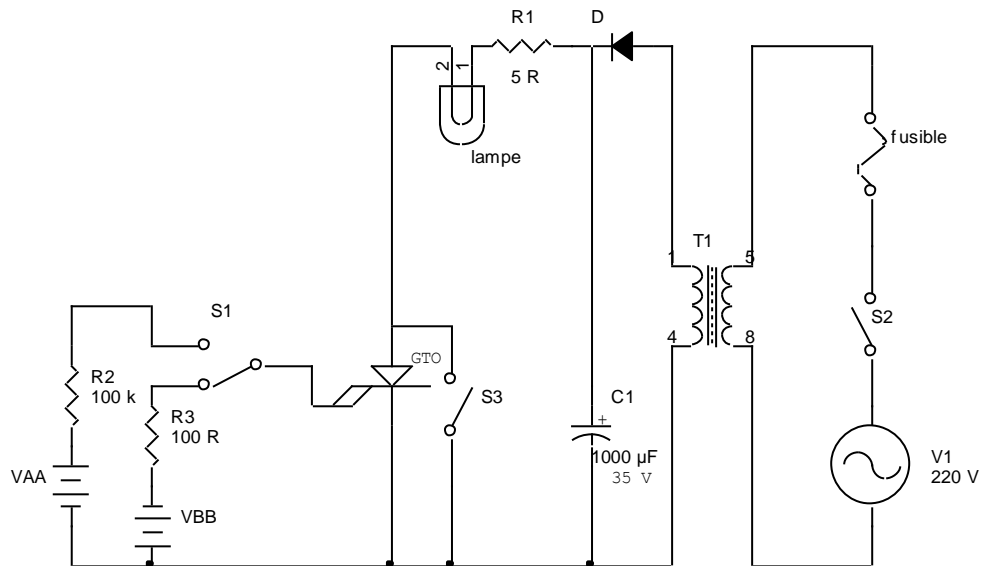 R1
D
2
1
5 R
lampe
fusible
T1
1
5
4
8
S2
S1
GTO
R2
100 k
R3
100 R
S3
C1
+
1000 µF
35 V
V1
220 V
VAA
VBB